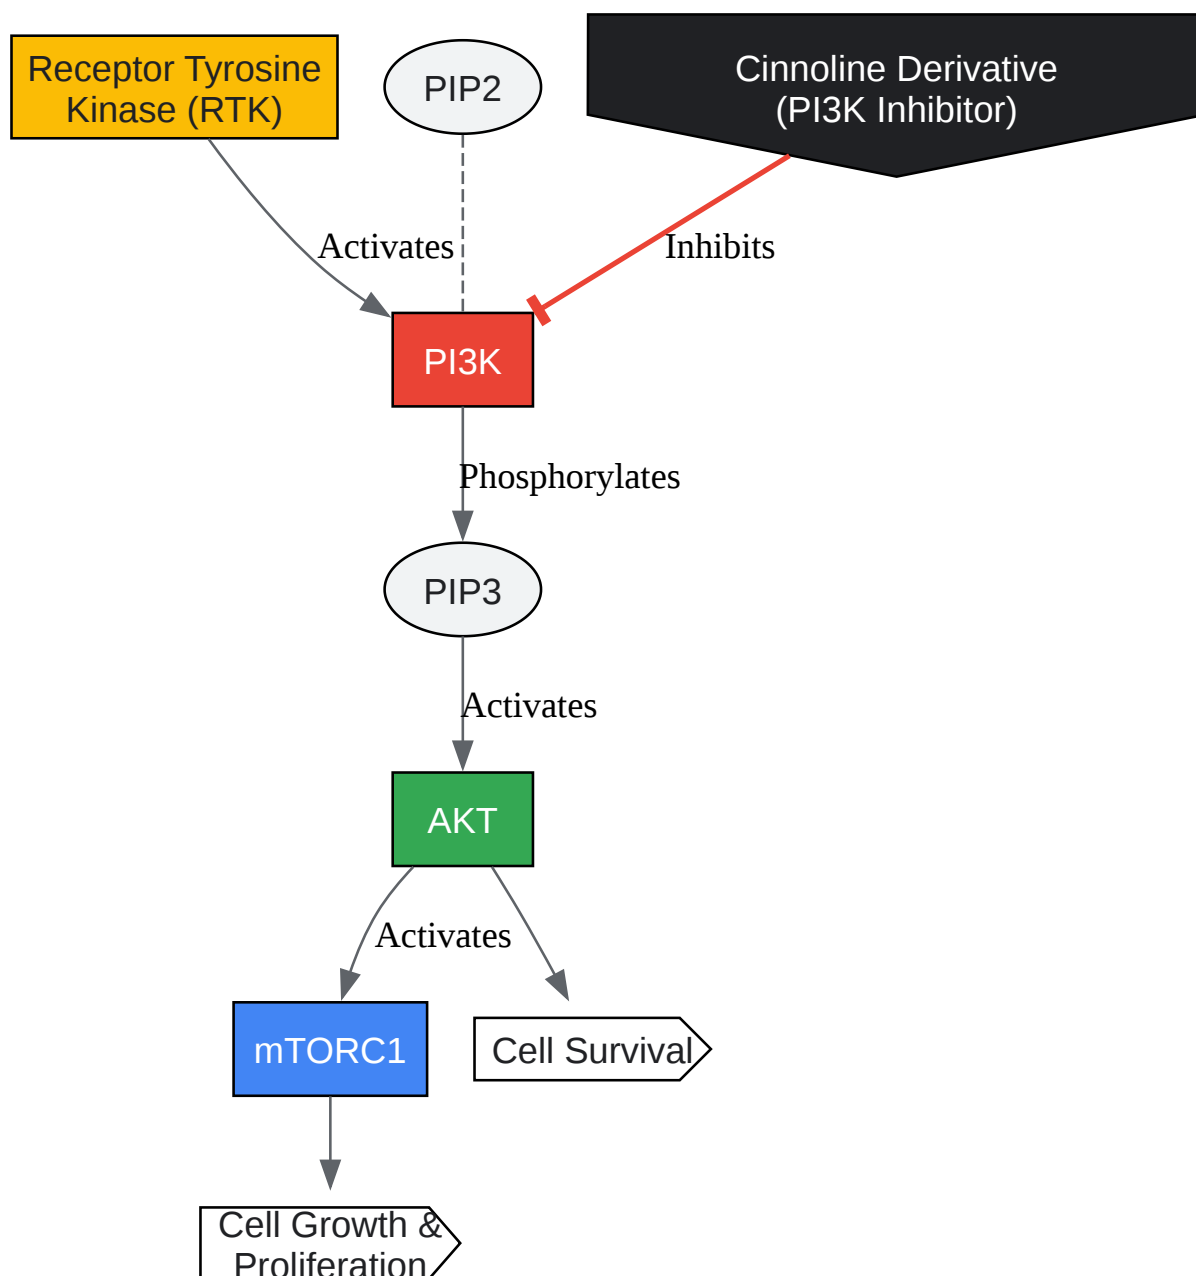 Receptor Tyrosine
Kinase (RTK)
PIP2
Cinnoline Derivative
(PI3K Inhibitor)
Activates
Inhibits
PI3K
Phosphorylates
PIP3
Activates
AKT
Activates
mTORC1
Cell Survival
Cell Growth &
Proliferation